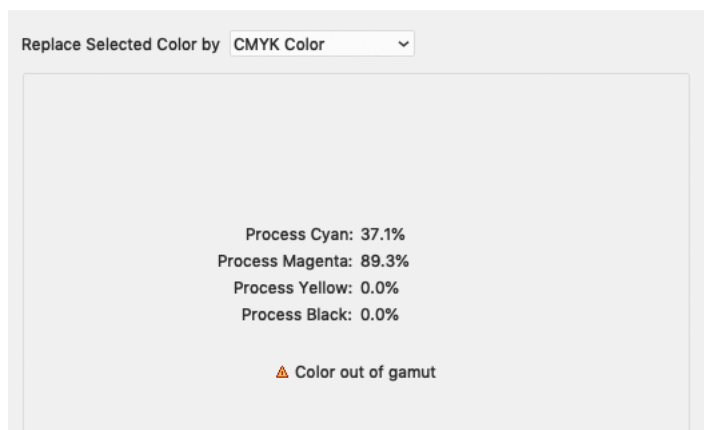 Replace Selected Color by CMYK Color
Process Cyan: 37.1%
Process Magenta: 89.3%
Process Yellow: 0.0%
Process Black: 0.0%
Color out of gamut